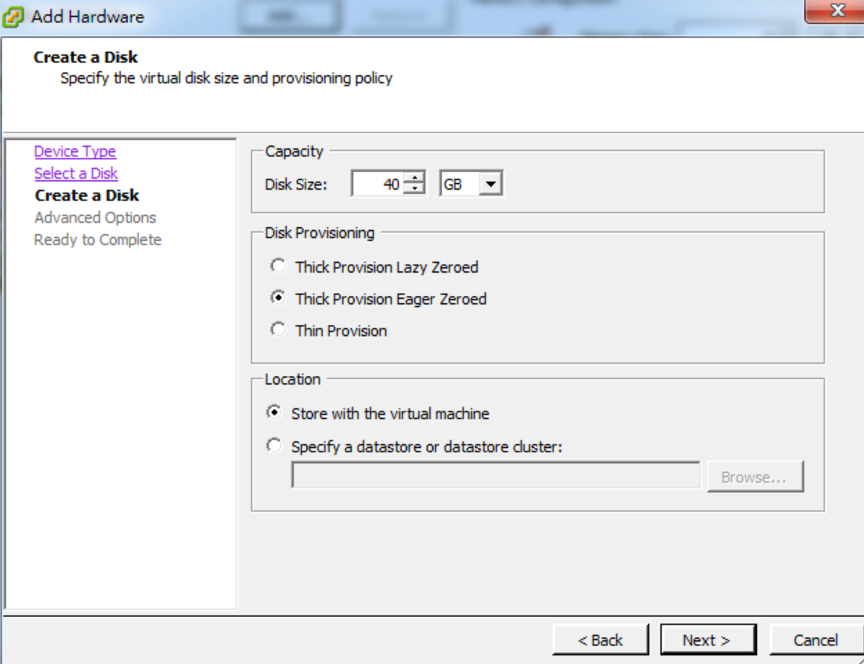 Add Hardware
Create a Disk
Specify the virtual disk size and provisioning policy
Device Type
Select a Disk
Create a Disk
Advanced Options
Ready to Complete
Capacity
Disk Size: 40 GB
Disk Provisioning
Thick Provision Lazy Zeroed
Thick Provision Eager Zeroed
Thin Provision
Location
Store with the virtual machine
Specify a datastore or datastore cluster:
Browse...
< Back Next > Cancel